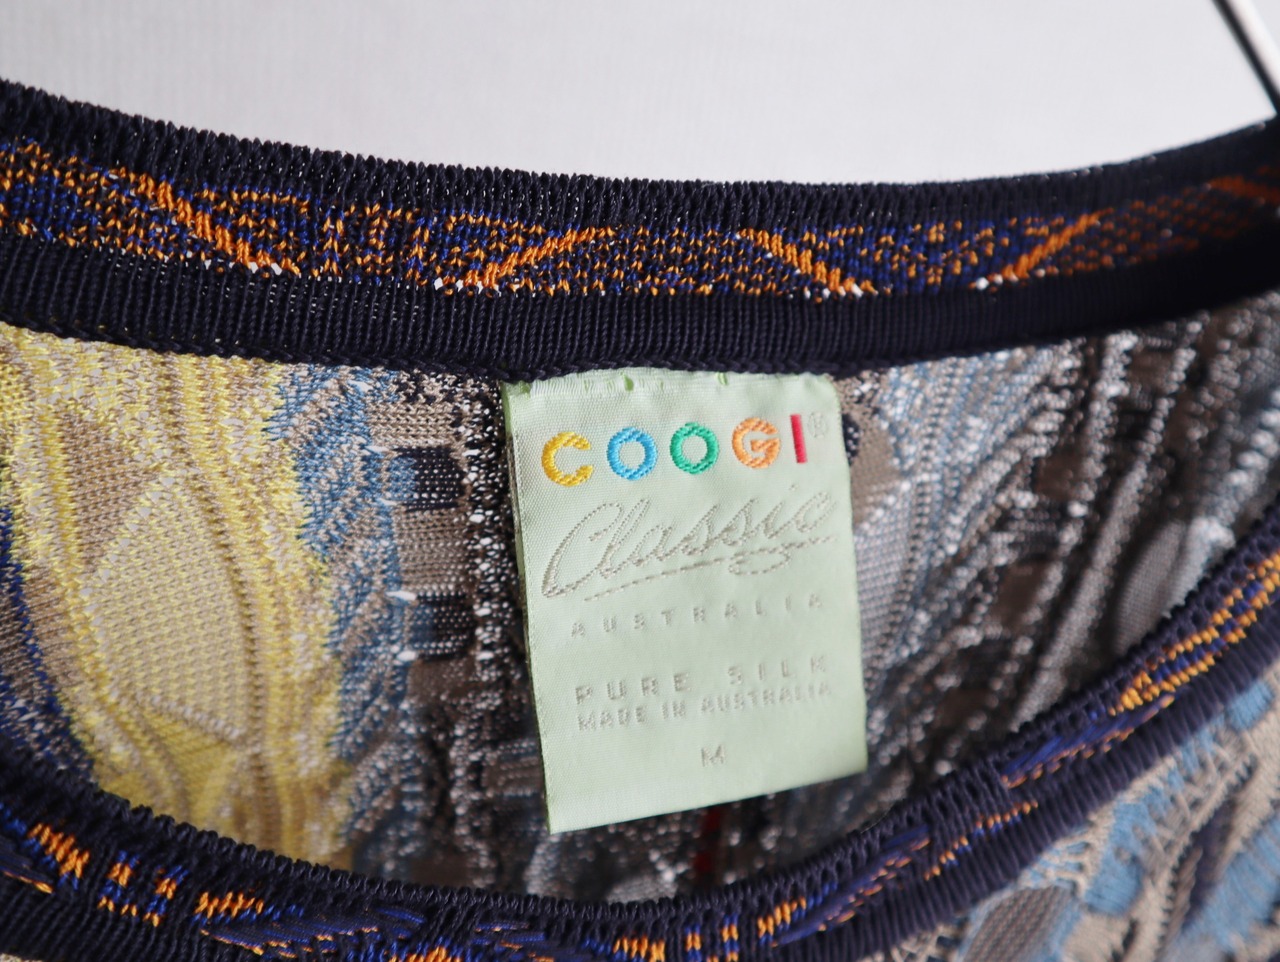 COOGI®
Classic
AUSTRALIA
PURE SILK
MADE IN AUSTRALIA
M